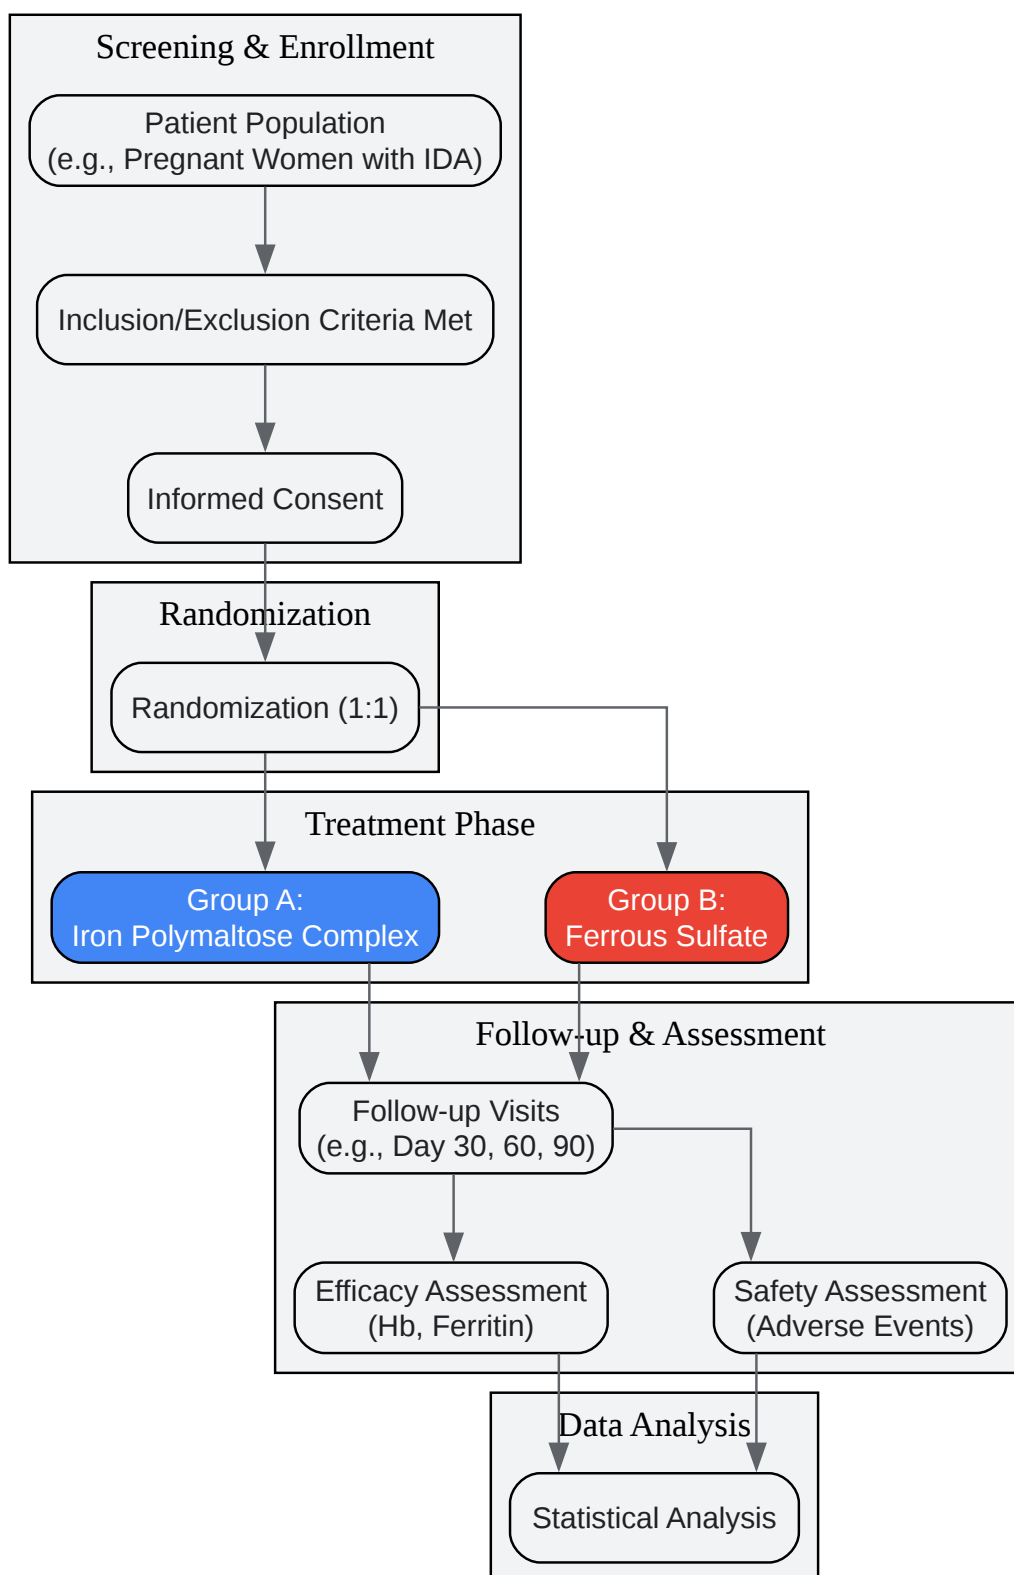 Screening & Enrollment
Patient Population
(e.g., Pregnant Women with IDA)
Inclusion/Exclusion Criteria Met
Informed Consent
Randomization
Randomization (1:1)
Treatment Phase
Group A:
Iron Polymaltose Complex
Group B:
Ferrous Sulfate
Follow-up & Assessment
Follow-up Visits
(e.g., Day 30, 60, 90)
Efficacy Assessment
(Hb, Ferritin)
Safety Assessment
(Adverse Events)
Data Analysis
Statistical Analysis